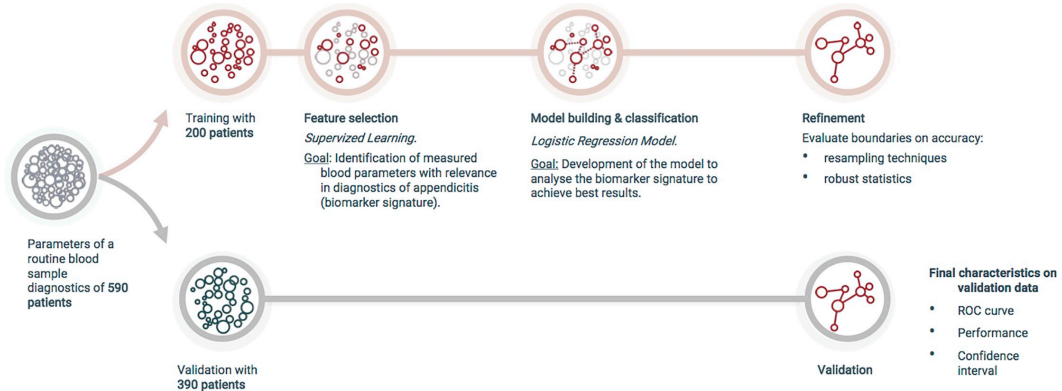 Parameters of a
routine blood
sample
diagnostics of 590
patients
Training with
200 patients
Feature selection
Supervized Learning.
Goal: Identification of measured
blood parameters with relevance
in diagnostics of appendicitis
(biomarker signature).
Model building & classification
Logistic Regression Model.
Goal: Development of the model to
analyse the biomarker signature to
achieve best results.
Refinement
Evaluate boundaries on accuracy:
• resampling techniques
• robust statistics
Validation with
390 patients
Validation
Final characteristics on
validation data
• ROC curve
• Performance
• Confidence
interval